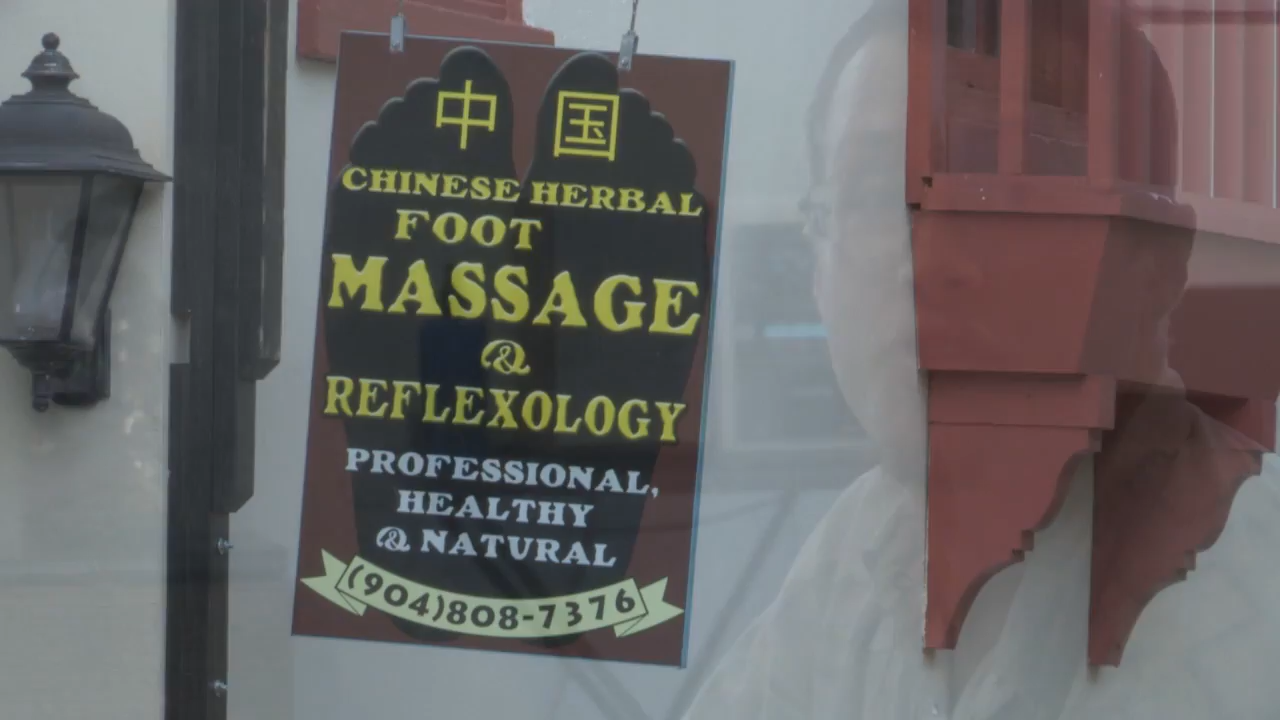 中国
CHINESE HERBAL
FOOT
MASSAGE
&
REFLEXOLOGY
PROFESSIONAL,
HEALTHY
& NATURAL
(904)808-7376